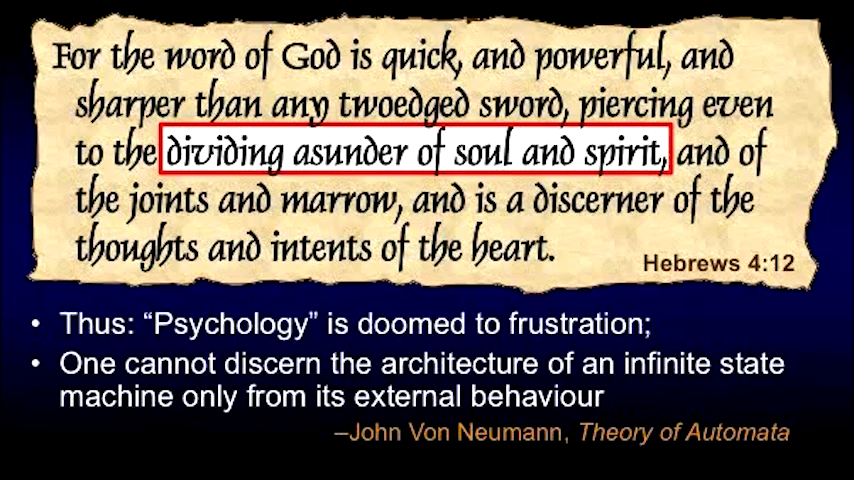 For the word of God is quick, and powerful, and
sharper than any twoedged sword, piercing even
to the dividing asunder of soul and spirit, and of
the joints and marrow, and is a discerner of the
thoughts and intents of the heart.
Hebrews 4:12
• Thus: “Psychology” is doomed to frustration;
• One cannot discern the architecture of an infinite state
machine only from its external behaviour
–John Von Neumann, Theory of Automata